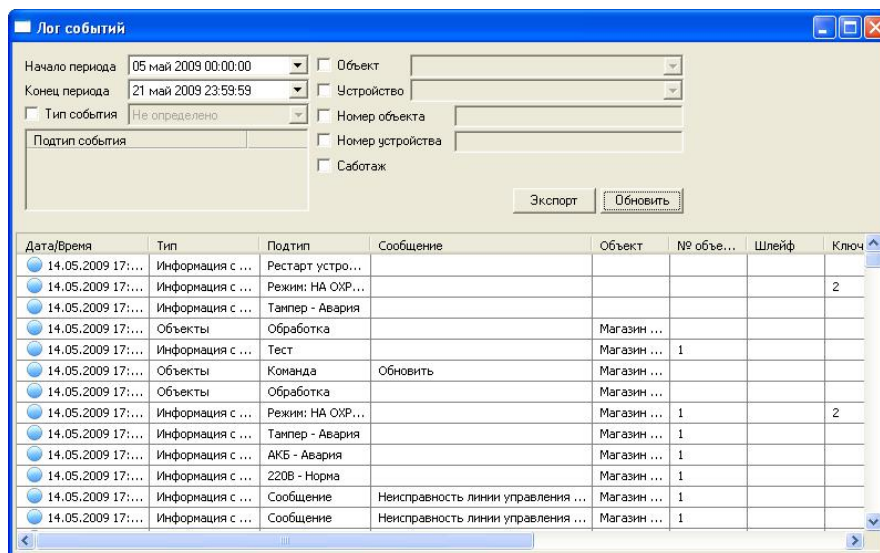 Лог событий
Начало периода 05 май 2009 00:00:00 Объект
Конец периода 21 май 2009 23:59:59 Устройство
Тип события Не определено Номер объекта
Подтип события Номер устройства
Саботаж
Экспорт Обновить
Дата/Время Тип Подтип Сообщение Объект № объе... Шлейф Ключ
14.05.2009 17:... Информация с ... Рестарт устро...
14.05.2009 17:... Информация с ... Режим: НА ОХР... 2
14.05.2009 17:... Информация с ... Тампер - Авария
14.05.2009 17:... Объекты Обработка Магазин ...
14.05.2009 17:... Информация с ... Тест Магазин ... 1
14.05.2009 17:... Объекты Команда Обновить Магазин ...
14.05.2009 17:... Объекты Обработка Магазин ...
14.05.2009 17:... Информация с ... Режим: НА ОХР... Магазин ... 1 2
14.05.2009 17:... Информация с ... Тампер - Авария Магазин ... 1
14.05.2009 17:... Информация с ... АКБ - Авария Магазин ... 1
14.05.2009 17:... Информация с ... 220В - Норма Магазин ... 1
14.05.2009 17:... Информация с ... Сообщение Неисправность линии управления ... Магазин ... 1
14.05.2009 17:... Информация с ... Сообщение Неисправность линии управления ... Магазин ... 1